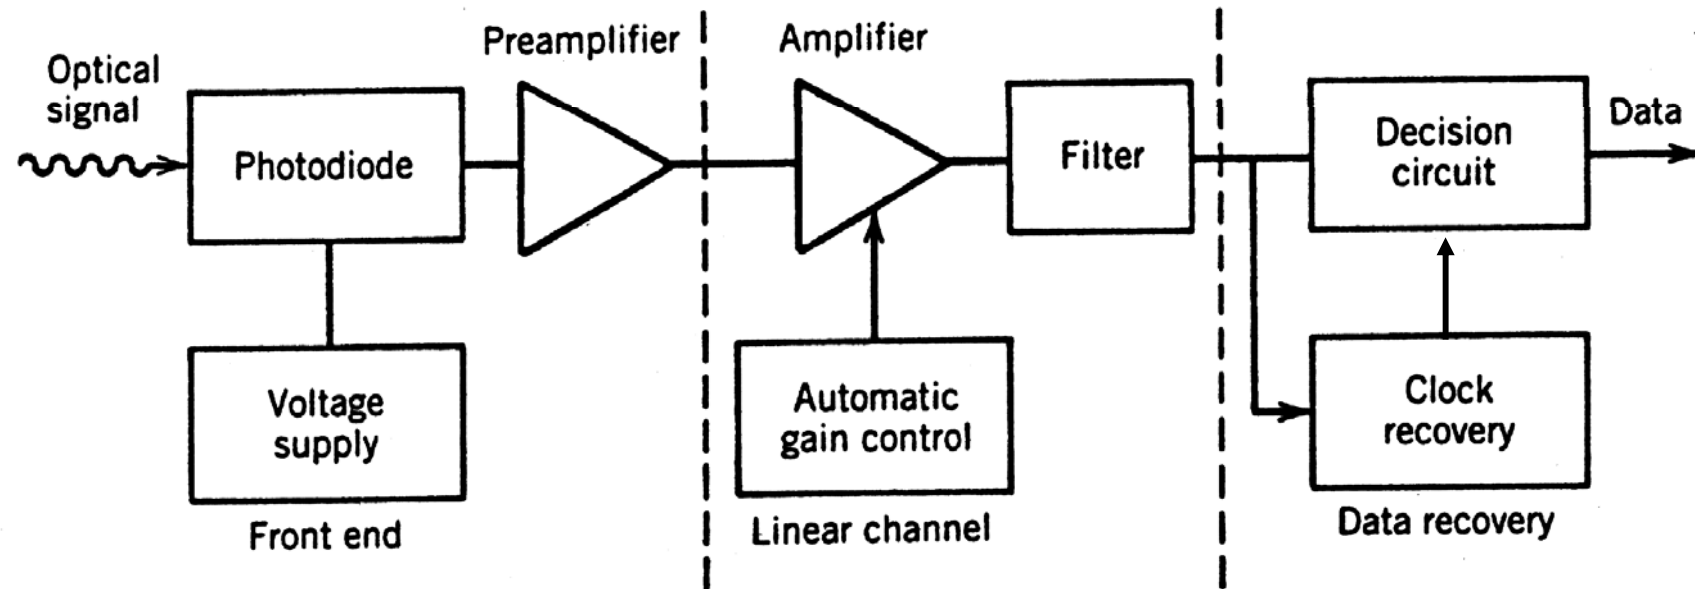 Optical
signal
Photodiode
Voltage
supply
Front end
Preamplifier
Amplifier
Automatic
gain control
Linear channel
Filter
Decision
circuit
Data
Clock
recovery
Data recovery